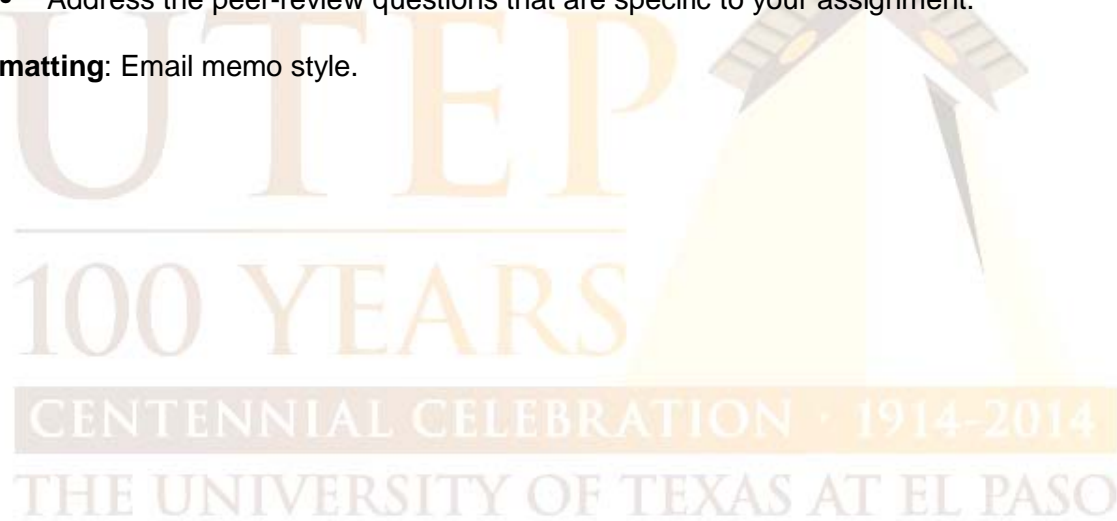 • Address the peer-review questions that are specific to your assignment.
matting: Email memo style.
UTEP
100 YEARS
CENTENNIAL CELEBRATION · 1914-2014
THE UNIVERSITY OF TEXAS AT EL PASO